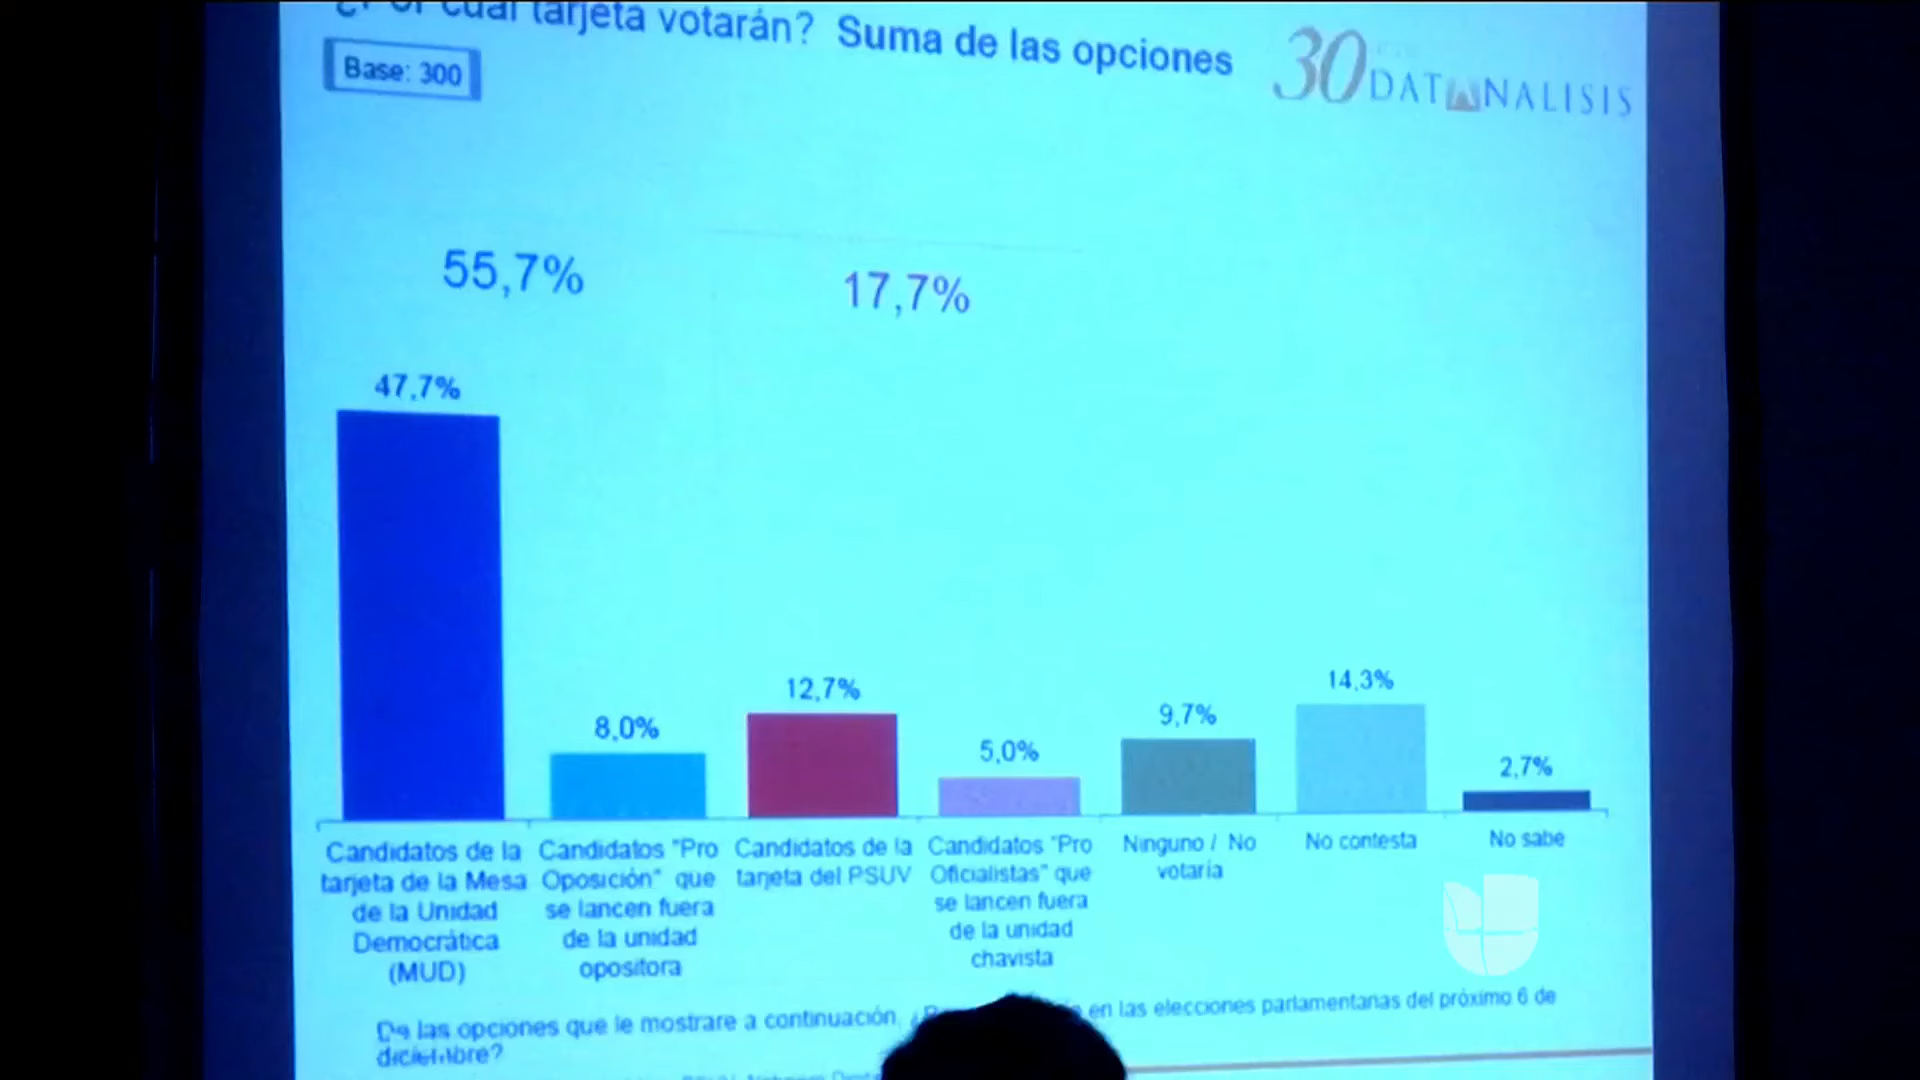 cuál tarjeta votarán? Suma de las opciones
Base: 300
30 DATANALISIS
55,7%
17,7%
47,7%
8,0%
12,7%
5,0%
9,7%
14,3%
2,7%
Candidatos de la
tarjeta de la Mesa
de la Unidad
Democrática
(MUD)
Candidatos "Pro
Oposición" que
se lancen fuera
de la unidad
opositora
Candidatos de la
tarjeta del PSUV
Candidatos "Pro
Oficialistas" que
se lancen fuera
de la unidad
chavista
Ninguno / No
votaría
No contesta
No sabe
De las opciones que le mostrare a continuación, en las elecciones parlamentarias del próximo 6 de
diciembre?